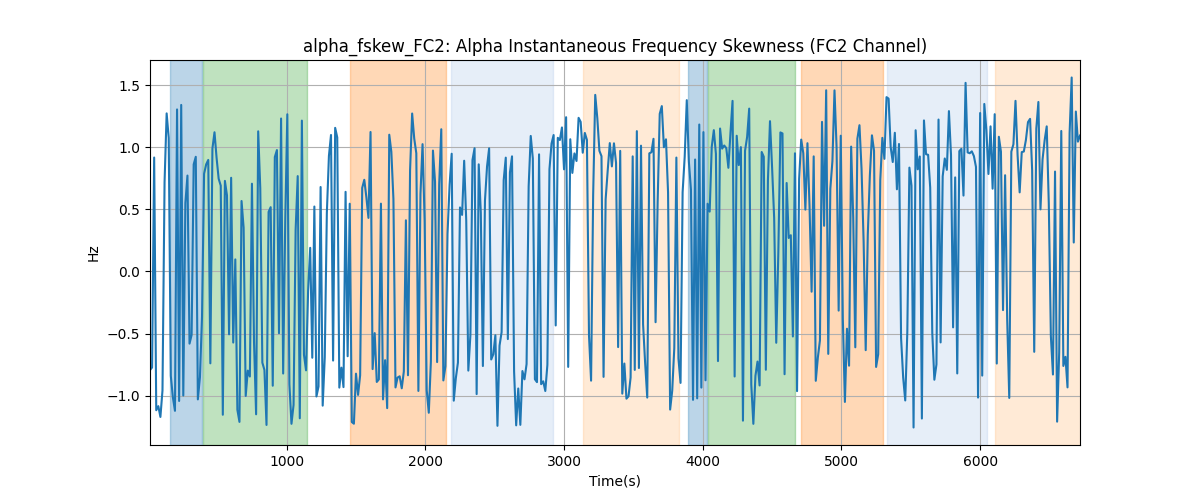 alpha_fskew_FC2: Alpha Instantaneous Frequency Skewness (FC2 Channel)
1.5
1.0
0.5
0.0
−0.5
−1.0
Hz
1000 2000 3000 4000 5000 6000
Time(s)